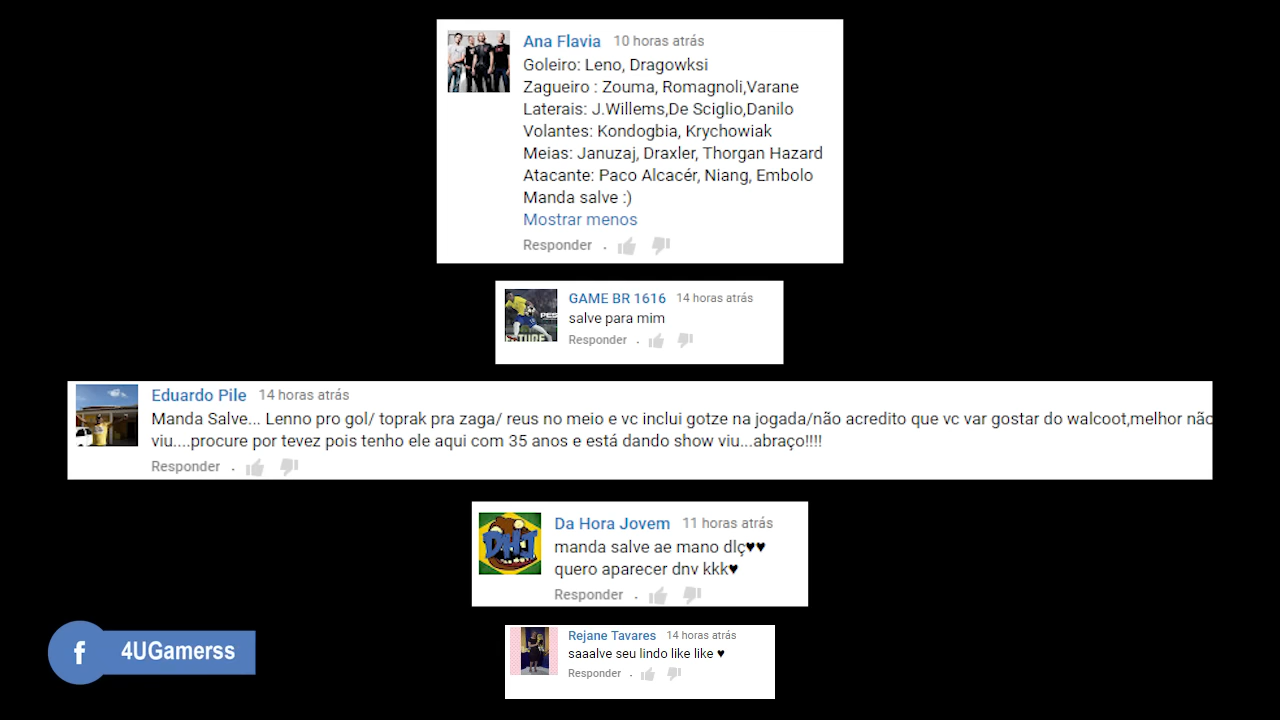 Ana Flavia 10 horas atrás
Goleiro: Leno, Dragowksi
Zagueiro : Zouma, Romagnoli,Varane
Laterais: J.Willems,De Sciglio,Danilo
Volantes: Kondogbia, Krychowiak
Meias: Januzaj, Draxler, Thorgan Hazard
Atacante: Paco Alcacér, Niang, Embolo
Manda salve :)
Mostrar menos
Responder .
GAME BR 1616 14 horas atrás
salve para mim
Responder .
Eduardo Pile 14 horas atrás
Manda Salve... Lenno pro gol/ toprak pra zaga/ reus no meio e vc inclui gotze na jogada/não acredito que vc var gostar do walcoot,melhor não
viu....procure por tevez pois tenho ele aqui com 35 anos e está dando show viu...abraço!!!!
Responder .
DHJ
Da Hora Jovem 11 horas atrás
manda salve ae mano dlç♥♥
quero aparecer dnv kkk♥
Responder .
f 4UGamerss
Rejane Tavares 14 horas atrás
saaalve seu lindo like like ♥
Responder .